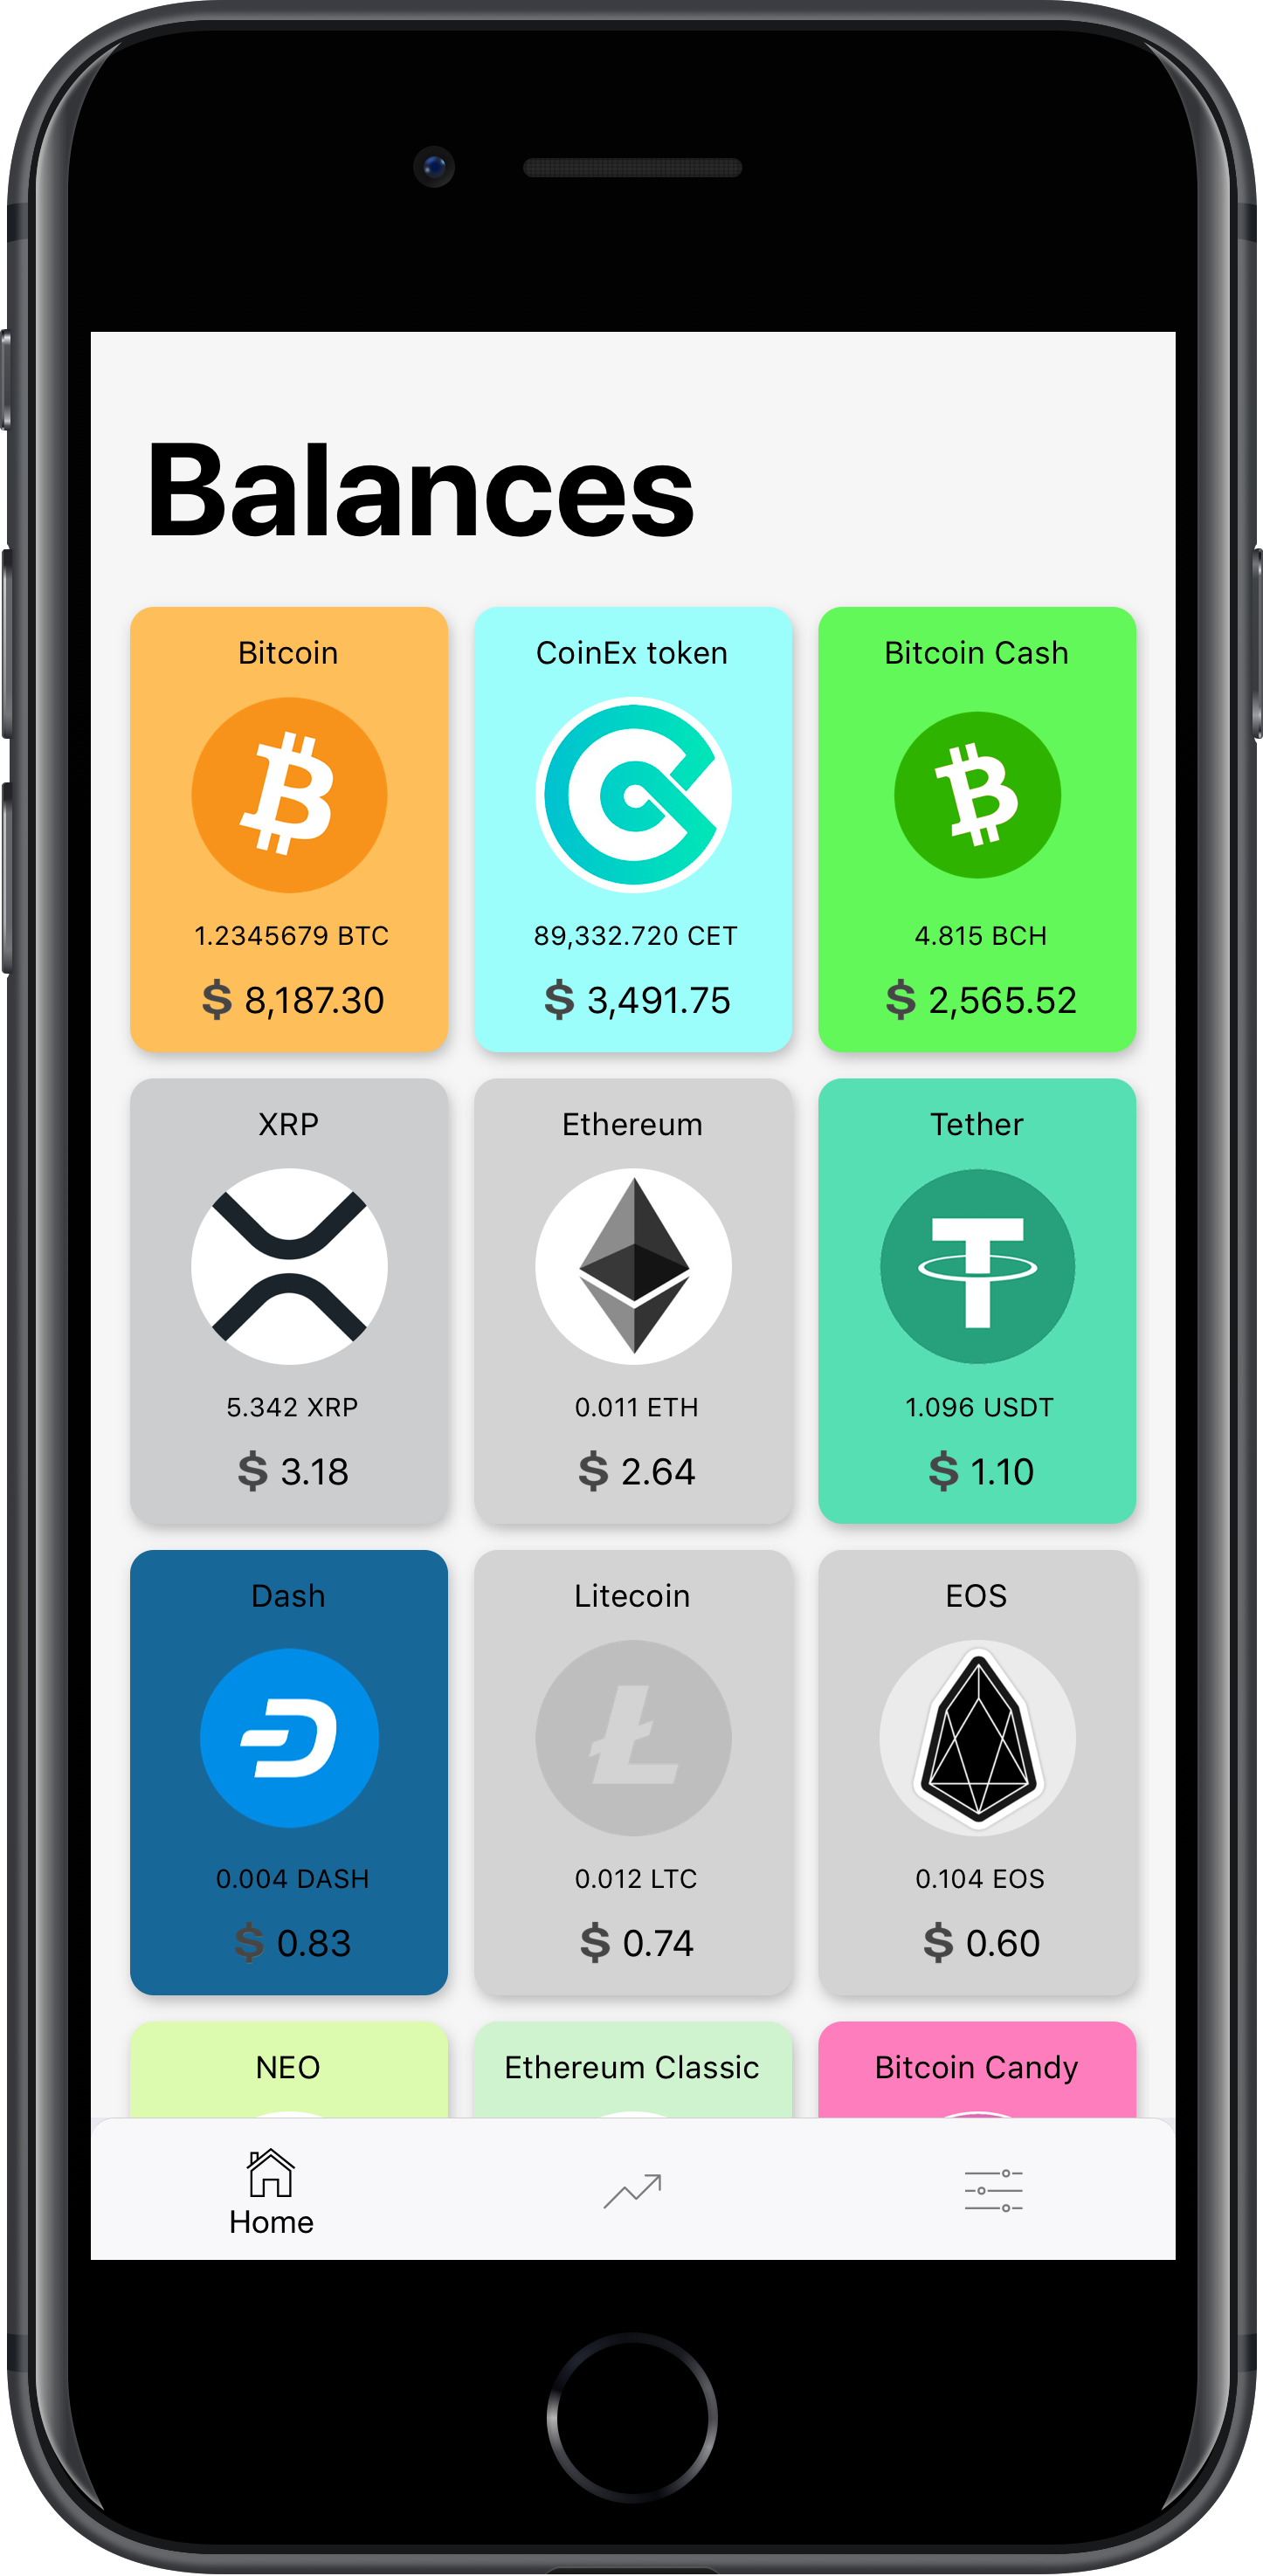 Balances
Bitcoin
1.2345679 BTC
$ 8,187.30
CoinEx token
89,332.720 CET
$ 3,491.75
Bitcoin Cash
4.815 BCH
$ 2,565.52
XRP
5.342 XRP
$ 3.18
Ethereum
0.011 ETH
$ 2.64
Tether
1.096 USDT
$ 1.10
Dash
0.004 DASH
$ 0.83
Litecoin
0.012 LTC
$ 0.74
EOS
0.104 EOS
$ 0.60
NEO
Ethereum Classic
Bitcoin Candy
Home